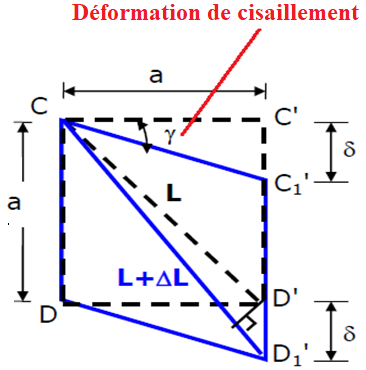 Déformation de cisaillement
a
C
C'
γ
δ
C₁'
a
L
L+ΔL
D
D'
δ
D₁'